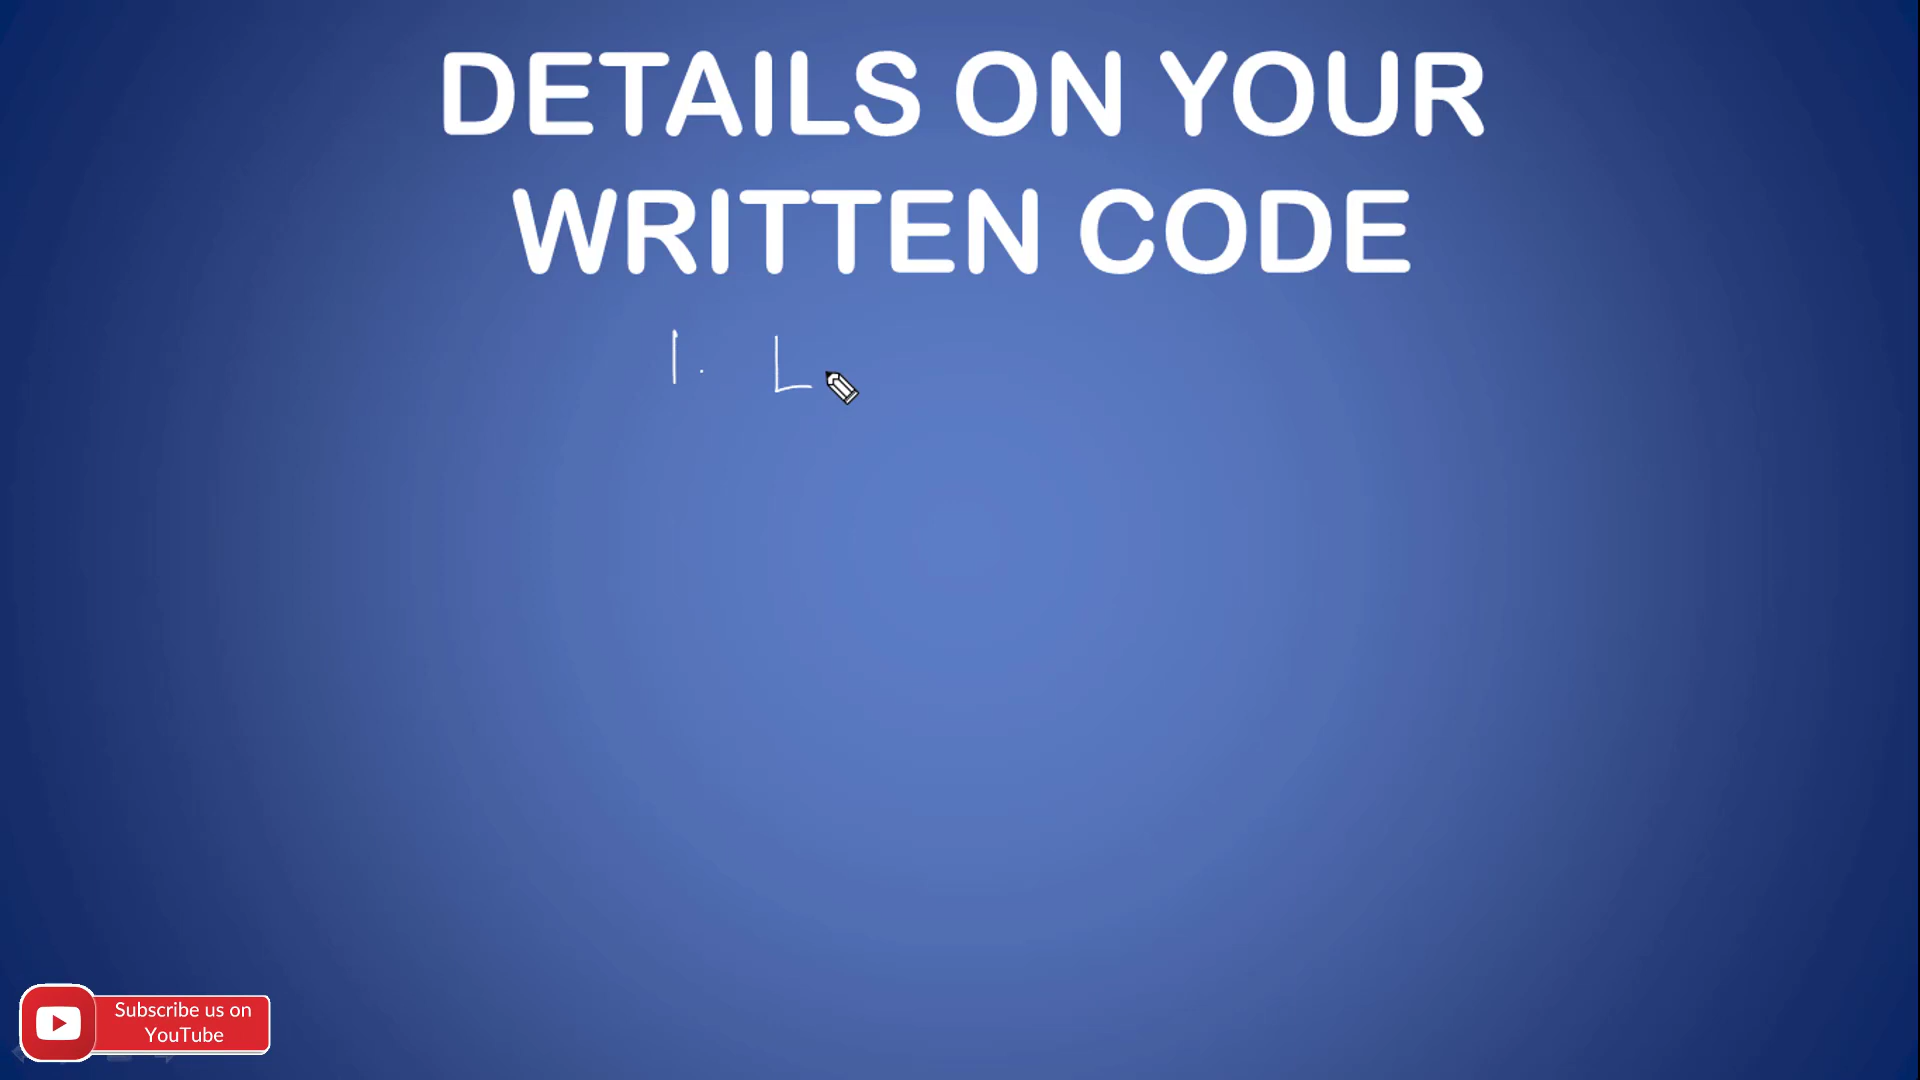 DETAILS ON YOUR
WRITTEN CODE
1. L
Subscribe us on
YouTube